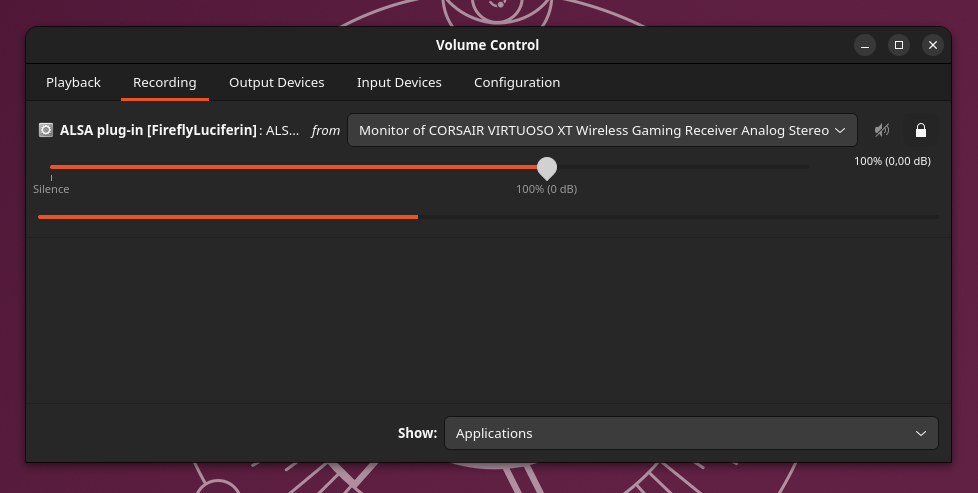 Volume Control
Playback Recording Output Devices Input Devices Configuration
ALSA plug-in [FireflyLuciferin]: ALS... from Monitor of CORSAIR VIRTUOSO XT Wireless Gaming Receiver Analog Stereo
100% (0,00 dB)
Silence 100% (0 dB)
Show: Applications